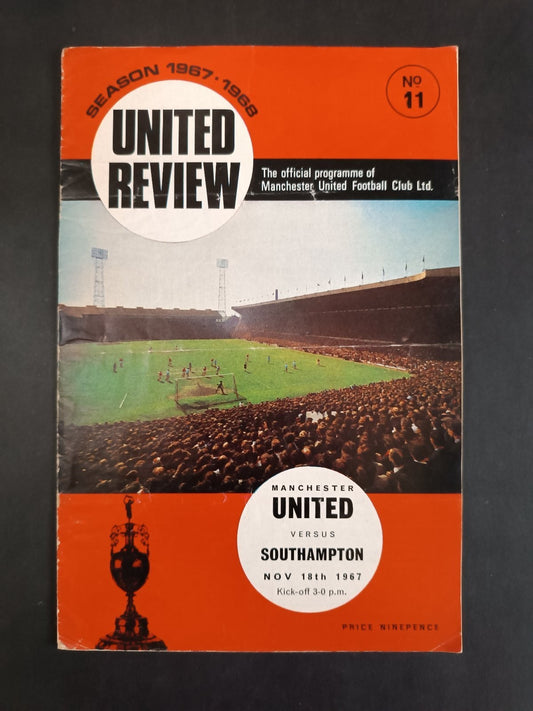 SEASON 1967·1968
No
11
UNITED
REVIEW
The official programme of
Manchester United Football Club Ltd.
MANCHESTER
UNITED
VERSUS
SOUTHAMPTON
NOV 18th 1967
Kick-off 3-0 p.m.
PRICE NINEPENCE